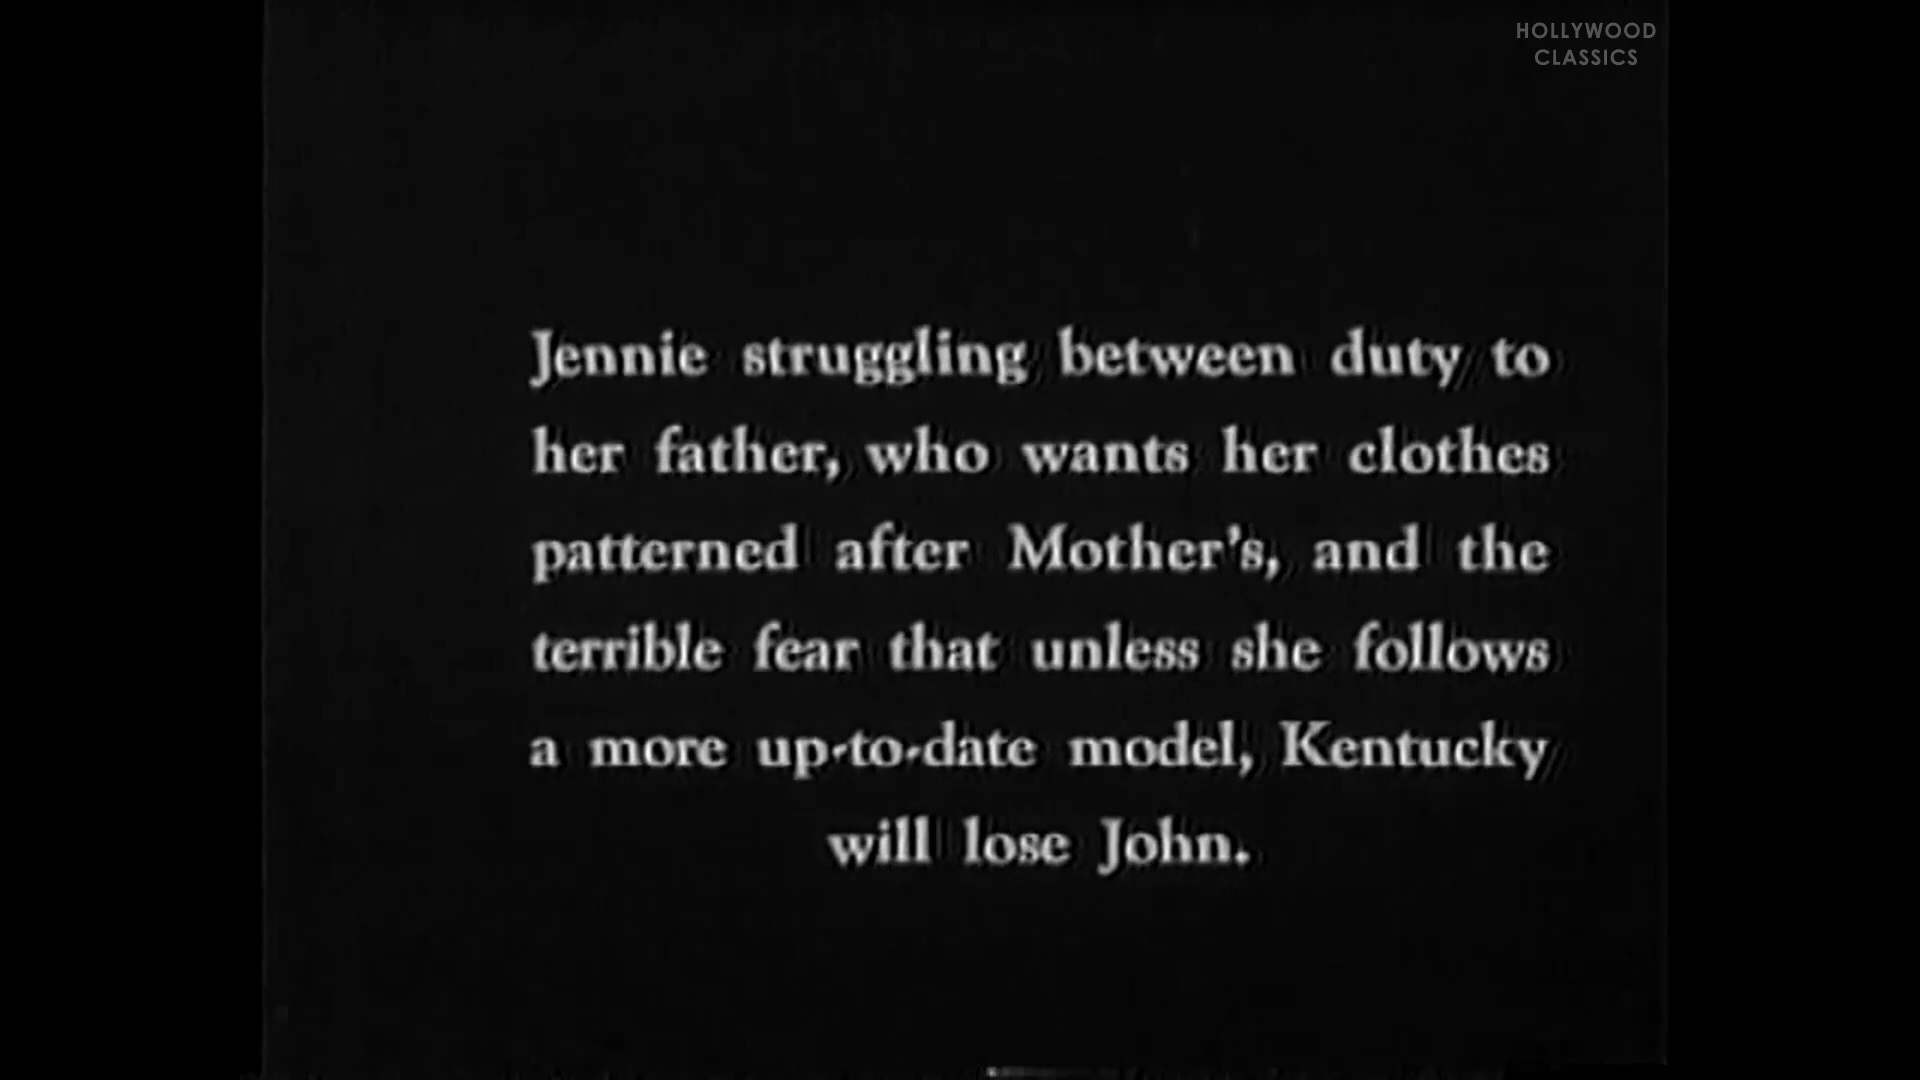 HOLLYWOOD
CLASSICS
Jennie struggling between duty to
her father, who wants her clothes
patterned after Mother's, and the
terrible fear that unless she follows
a more up-to-date model, Kentucky
will lose John.